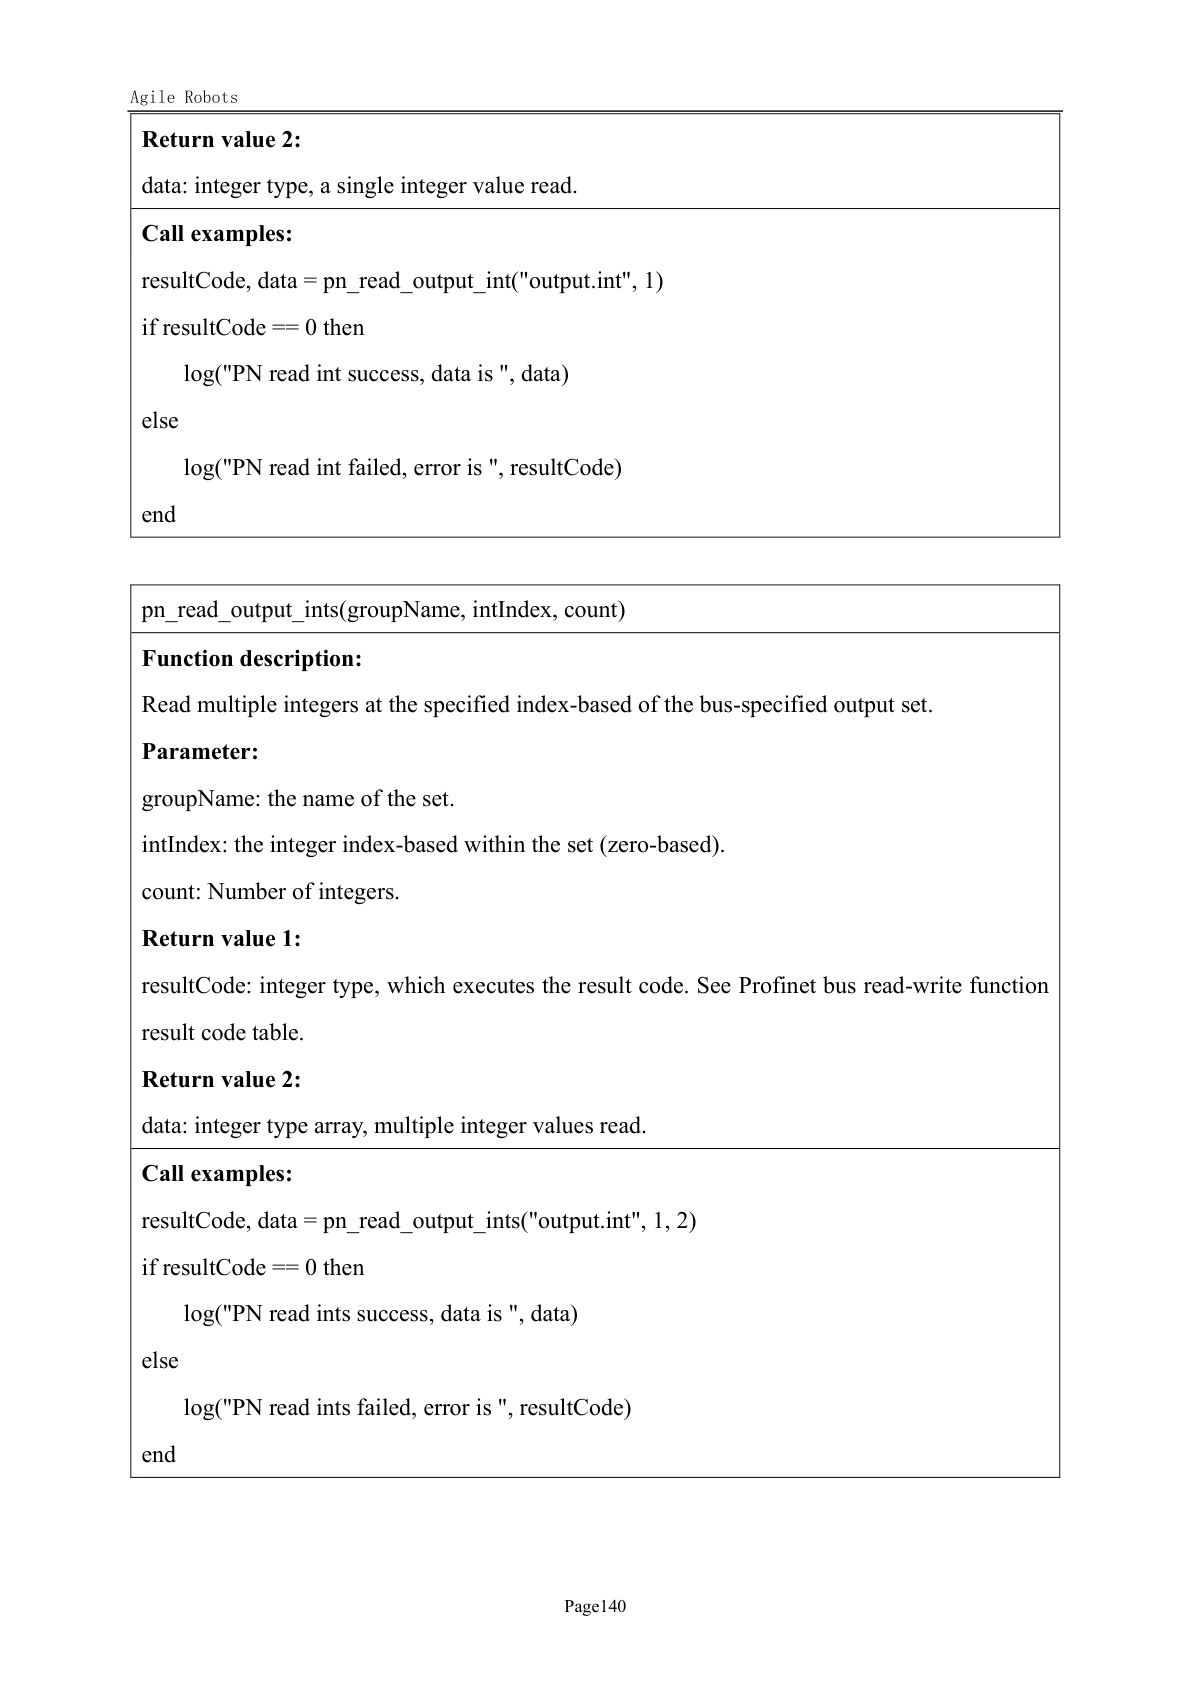 Agile Robots
Return value 2:
data: integer type, a single integer value read.
Call examples:
resultCode, data = pn_read_output_int("output.int", 1)
if resultCode == 0 then
log("PN read int success, data is ", data)
else
log("PN read int failed, error is ", resultCode)
end
pn_read_output_ints(groupName, intIndex, count)
Function description:
Read multiple integers at the specified index-based of the bus-specified output set.
Parameter:
groupName: the name of the set.
intIndex: the integer index-based within the set (zero-based).
count: Number of integers.
Return value 1:
resultCode: integer type, which executes the result code. See Profinet bus read-write function
result code table.
Return value 2:
data: integer type array, multiple integer values read.
Call examples:
resultCode, data = pn_read_output_ints("output.int", 1, 2)
if resultCode == 0 then
log("PN read ints success, data is ", data)
else
log("PN read ints failed, error is ", resultCode)
end
Page140